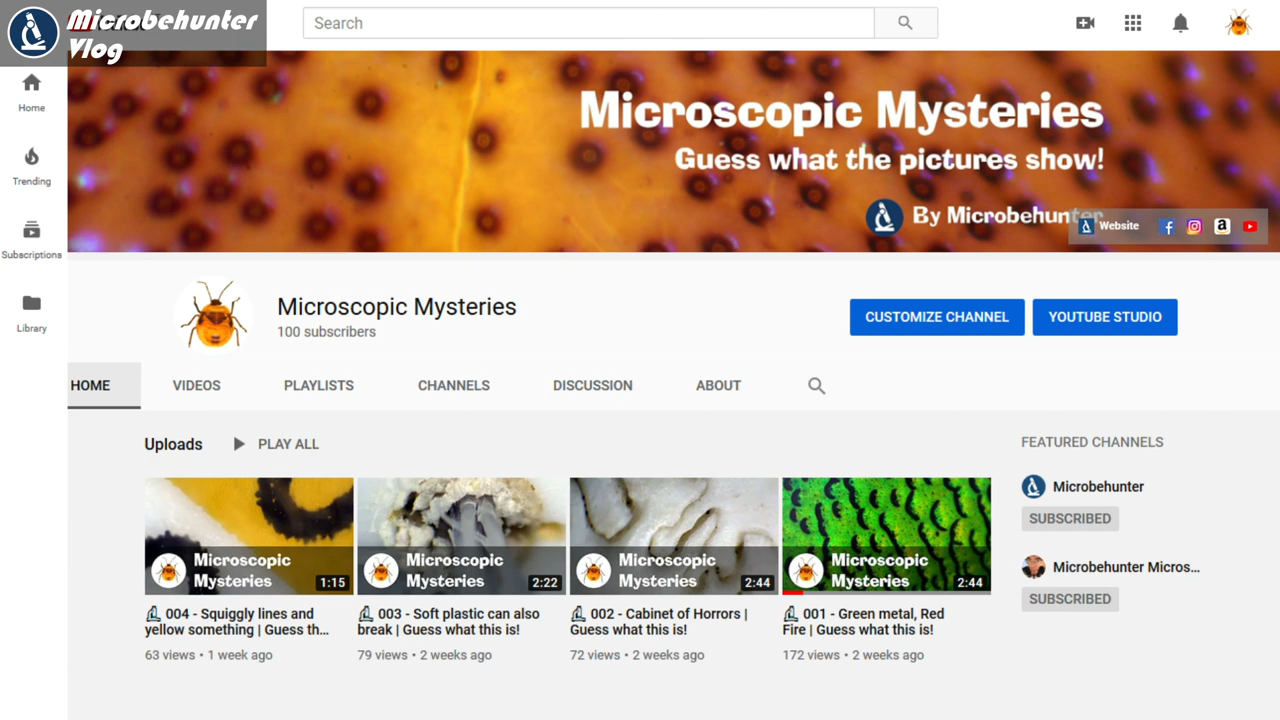 Microbehunter
Vlog
Search
Home
Trending
Subscriptions
Library
Microscopic Mysteries
Guess what the pictures show!
By Microbehunter
Website
Microscopic Mysteries
100 subscribers
CUSTOMIZE CHANNEL
YOUTUBE STUDIO
HOME
VIDEOS
PLAYLISTS
CHANNELS
DISCUSSION
ABOUT
Uploads
PLAY ALL
FEATURED CHANNELS
Microbehunter
SUBSCRIBED
Microbehunter Micros...
SUBSCRIBED
Microscopic
Mysteries
1:15
004 - Squiggly lines and
yellow something | Guess th...
63 views • 1 week ago
Microscopic
Mysteries
2:22
003 - Soft plastic can also
break | Guess what this is!
79 views • 2 weeks ago
Microscopic
Mysteries
2:44
002 - Cabinet of Horrors |
Guess what this is!
72 views • 2 weeks ago
Microscopic
Mysteries
2:44
001 - Green metal, Red
Fire | Guess what this is!
172 views • 2 weeks ago